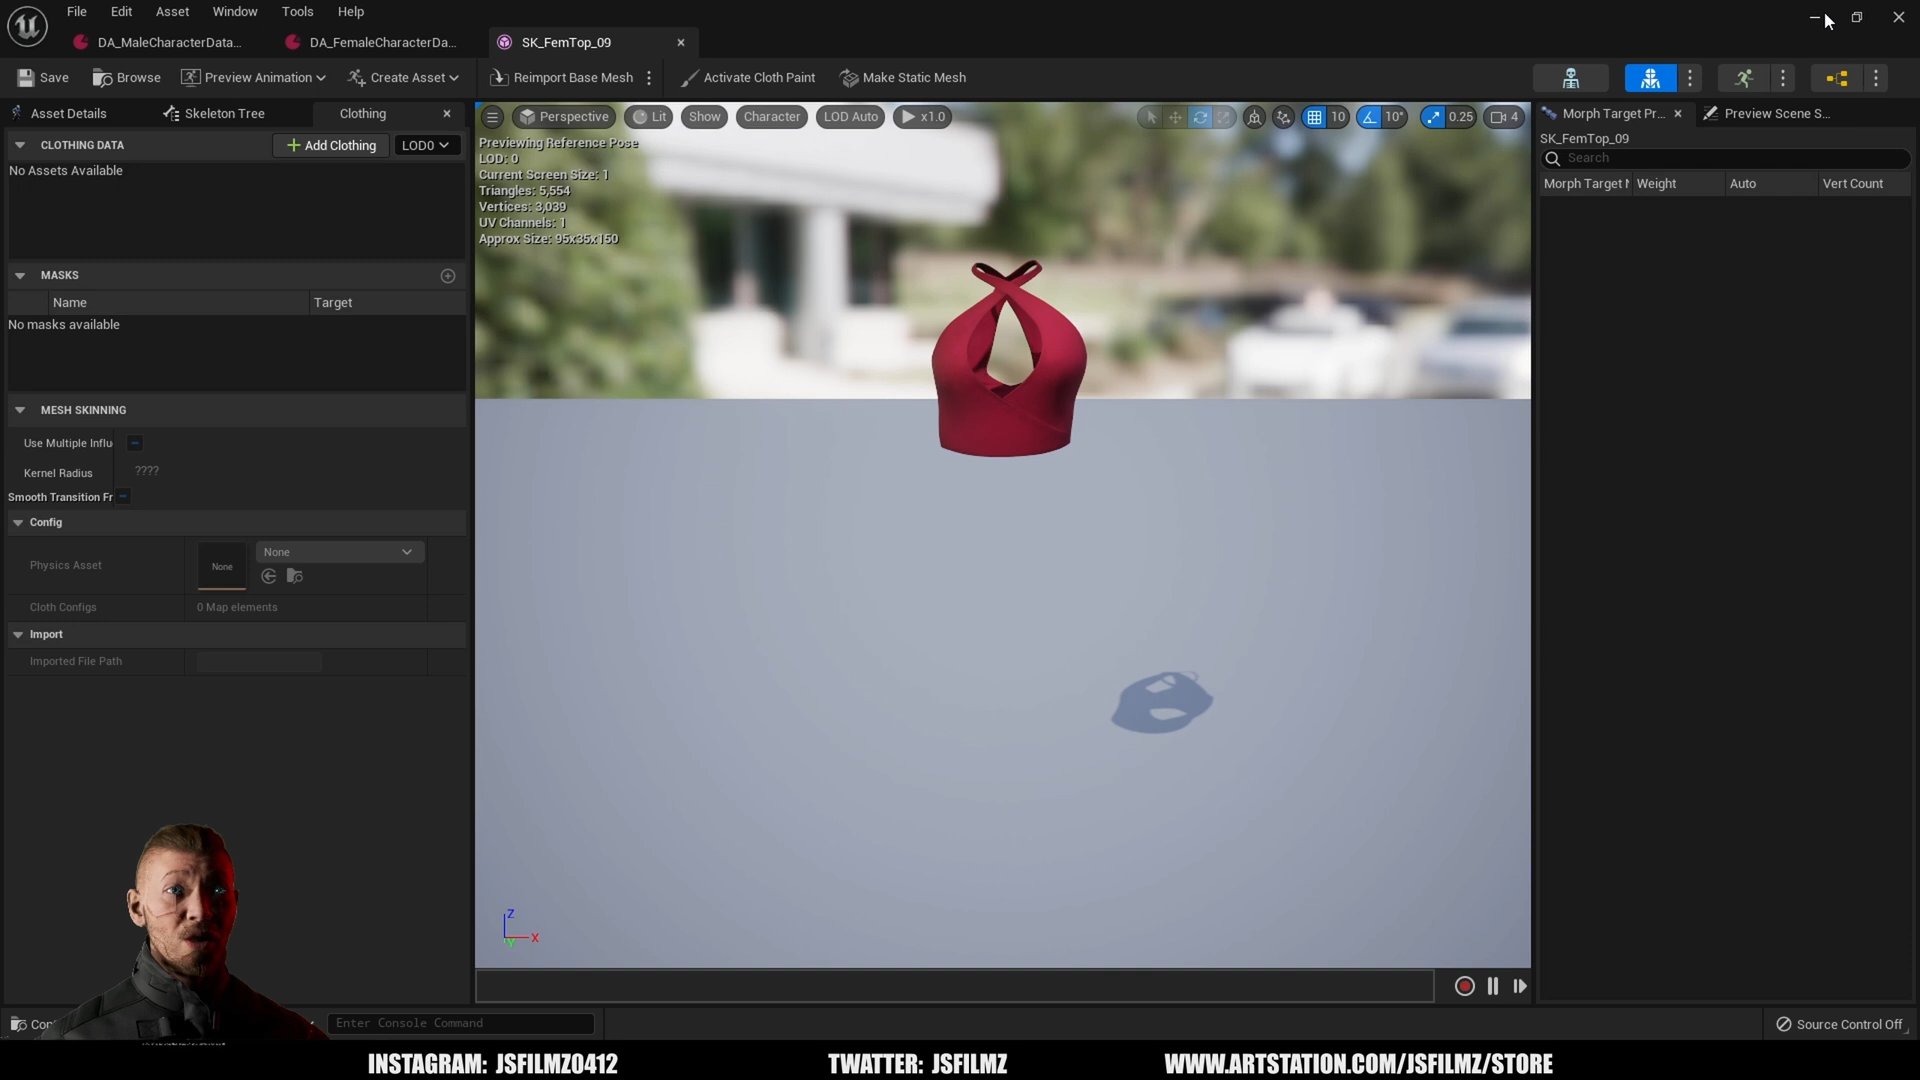 File Edit Asset Window Tools Help
DA_MaleCharacterData... DA_FemaleCharacterDa... SK_FemTop_09
Save Browse Preview Animation Create Asset Reimport Base Mesh Activate Cloth Paint Make Static Mesh
Asset Details Skeleton Tree Clothing
CLOTHING DATA Add Clothing LOD0
No Assets Available
MASKS
Name Target
No masks available
MESH SKINNING
Use Multiple Influ
Kernel Radius ????
Smooth Transition Fr
Config
Physics Asset None None
Cloth Configs 0 Map elements
Import
Imported File Path
Perspective Lit Show Character LOD Auto x1.0 10 10° 0.25 4
Previewing Reference Pose
LOD: 0
Current Screen Size: 1
Triangles: 5,554
Vertices: 3,039
UV Channels: 1
Approx Size: 95x35x150
Z
X
Y
Morph Target Pr... Preview Scene S...
SK_FemTop_09
Search
Morph Target Weight Auto Vert Count
Enter Console Command Source Control Off
INSTAGRAM: JSFILMZ0412 TWATTER: JSFILMZ WWW.ARTSTATION.COM/JSFILMZ/STORE